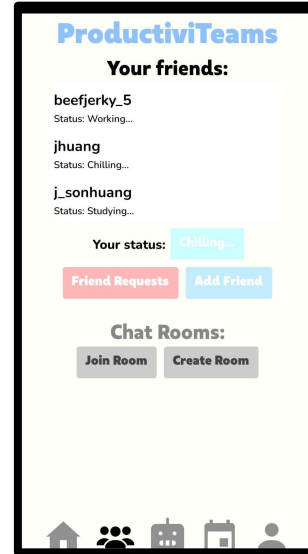 ProductiviTeams
Your friends:
beefjerky_5
Status: Working...
jhuang
Status: Chilling...
j_sonhuang
Status: Studying...
Your status: Chilling...
Friend Requests Add Friend
Chat Rooms:
Join Room Create Room